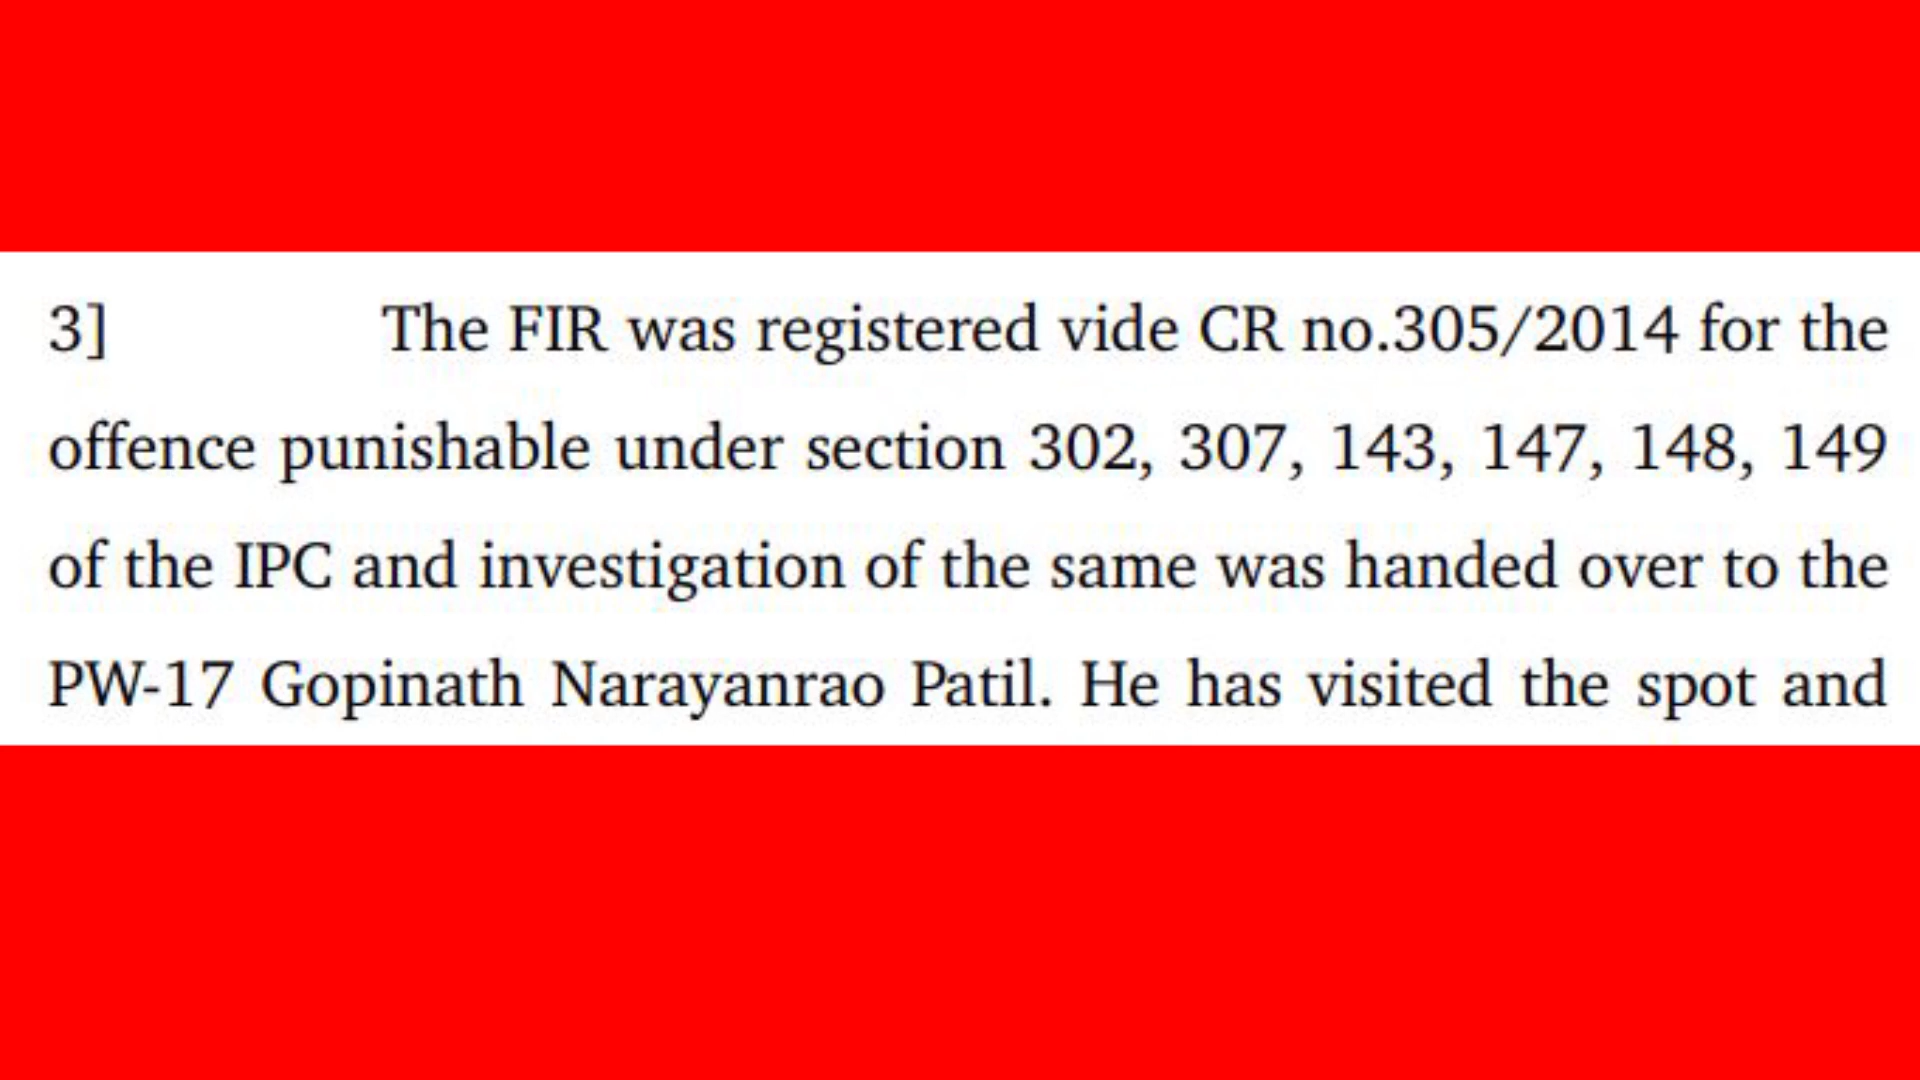 3] The FIR was registered vide CR no.305/2014 for the
offence punishable under section 302, 307, 143, 147, 148, 149
of the IPC and investigation of the same was handed over to the
PW-17 Gopinath Narayanrao Patil. He has visited the spot and